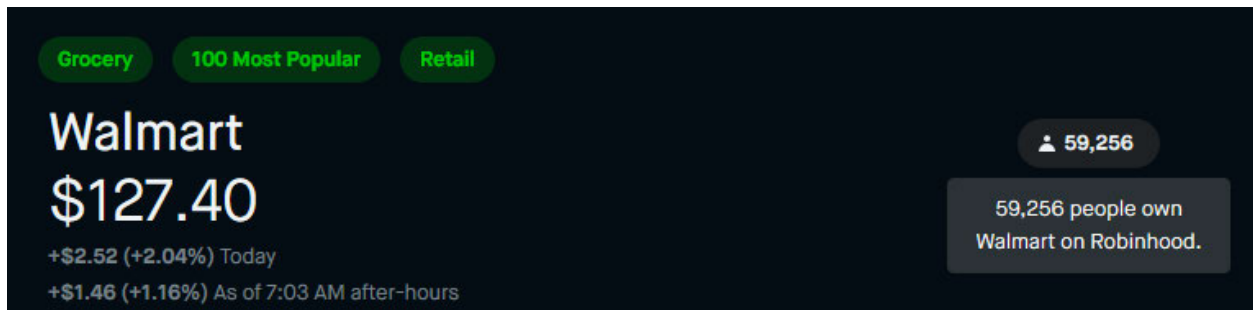 Grocery 100 Most Popular Retail
Walmart
59,256
$127.40
59,256 people own
Walmart on Robinhood.
+$2.52 (+2.04%) Today
+$1.46 (+1.16%) As of 7:03 AM after-hours